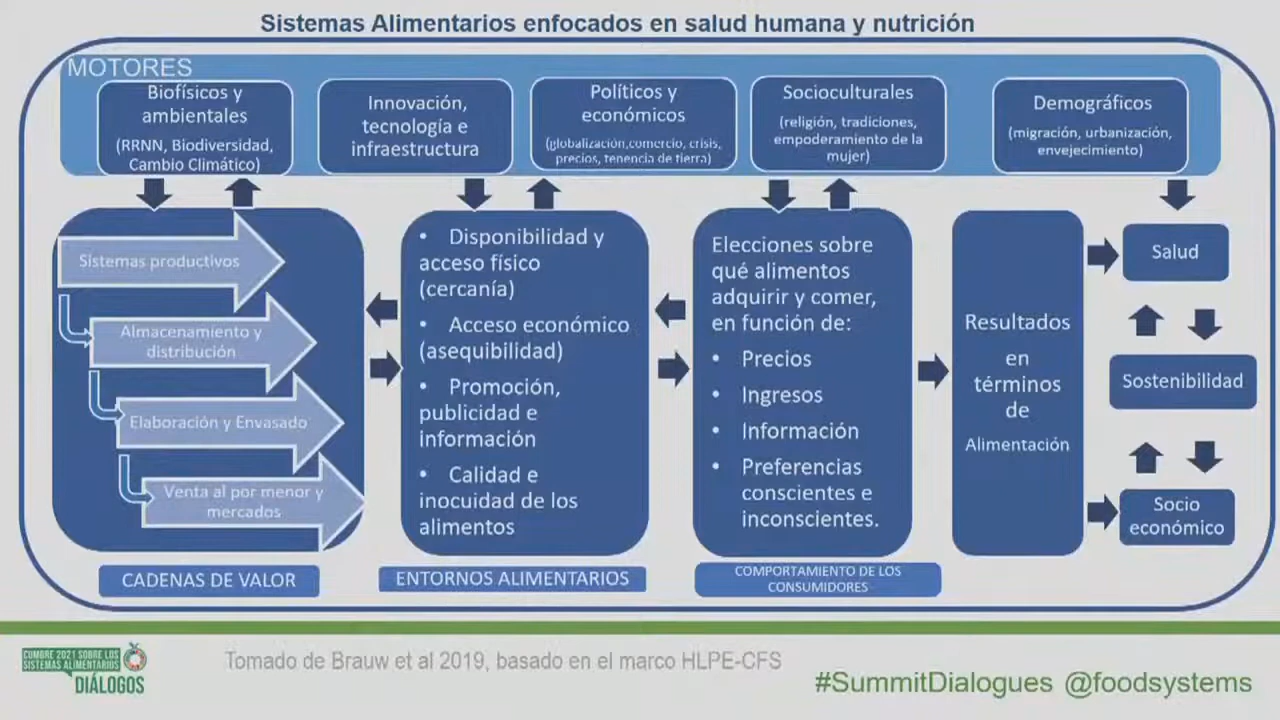 Sistemas Alimentarios enfocados en salud humana y nutrición
MOTORES
Biofísicos y
ambientales
(RRNN, Biodiversidad,
Cambio Climático)
Innovación,
tecnología e
infraestructura
Políticos y
económicos
(globalización,comercio, crisis,
precios, tenencia de tierra)
Socioculturales
(religión, tradiciones,
empoderamiento de la
mujer)
Demográficos
(migración, urbanización,
envejecimiento)
Sistemas productivos
Almacenamiento y
distribución
Elaboración y Envasado
Venta al por menor y
mercados
CADENAS DE VALOR
• Disponibilidad y
acceso físico
(cercanía)
• Acceso económico
(asequibilidad)
• Promoción,
publicidad e
información
• Calidad e
inocuidad de los
alimentos
ENTORNOS ALIMENTARIOS
Elecciones sobre
qué alimentos
adquirir y comer,
en función de:
• Precios
• Ingresos
• Información
• Preferencias
conscientes e
inconscientes.
COMPORTAMIENTO DE LOS
CONSUMIDORES
Resultados
en
términos
de
Alimentación
Salud
Sostenibilidad
Socio
económico
CUMBRE 2021 SOBRE LOS
SISTEMAS ALIMENTARIOS
DIÁLOGOS
Tomado de Brauw et al 2019, basado en el marco HLPE-CFS
#SummitDialogues @foodsystems